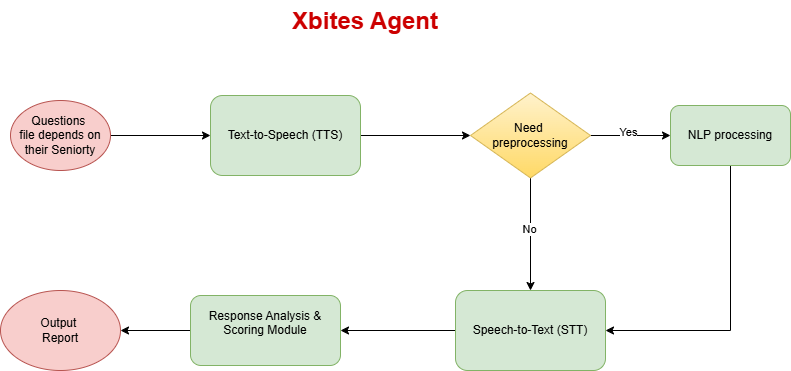 Xbites Agent
Questions
file depends on
their Seniorty
Text-to-Speech (TTS)
Need
preprocessing
Yes
NLP processing
No
Output
Report
Response Analysis &
Scoring Module
Speech-to-Text (STT)